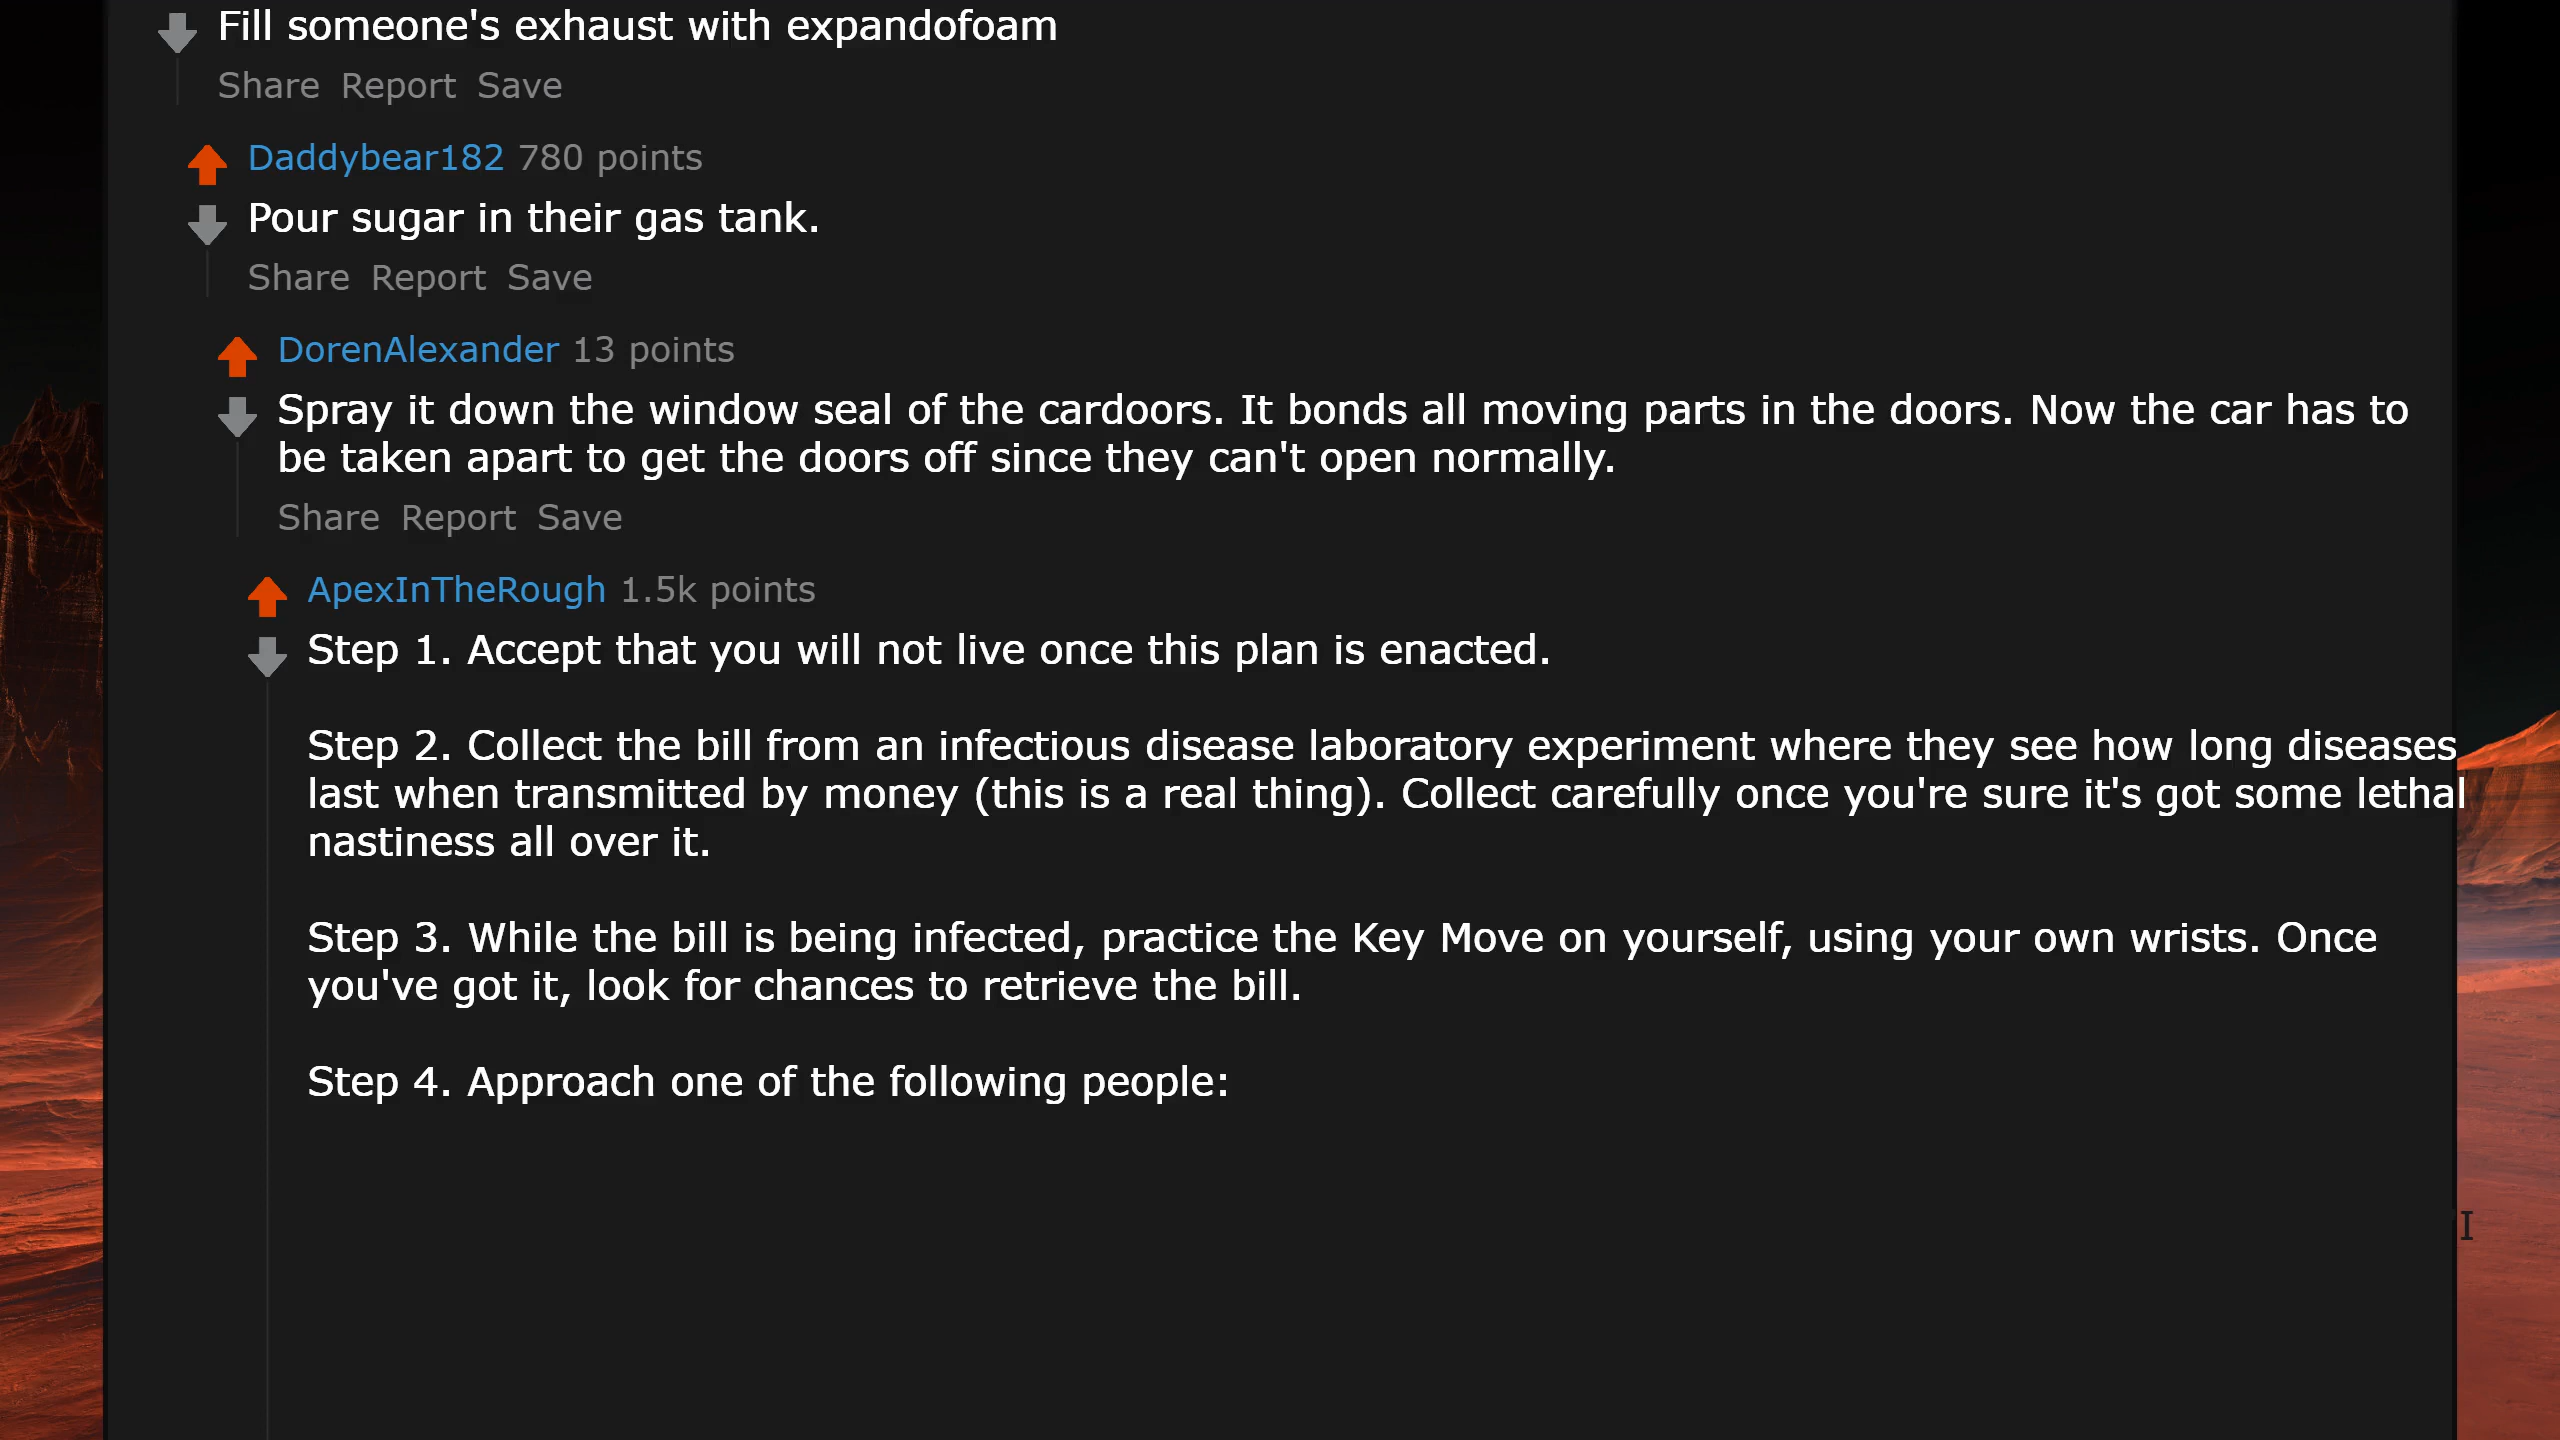 Fill someone's exhaust with expandofoam
Share Report Save
Daddybear182 780 points
Pour sugar in their gas tank.
Share Report Save
DorenAlexander 13 points
Spray it down the window seal of the cardoors. It bonds all moving parts in the doors. Now the car has to
be taken apart to get the doors off since they can't open normally.
Share Report Save
ApexInTheRough 1.5k points
Step 1. Accept that you will not live once this plan is enacted.
Step 2. Collect the bill from an infectious disease laboratory experiment where they see how long diseases
last when transmitted by money (this is a real thing). Collect carefully once you're sure it's got some lethal
nastiness all over it.
Step 3. While the bill is being infected, practice the Key Move on yourself, using your own wrists. Once
you've got it, look for chances to retrieve the bill.
Step 4. Approach one of the following people: